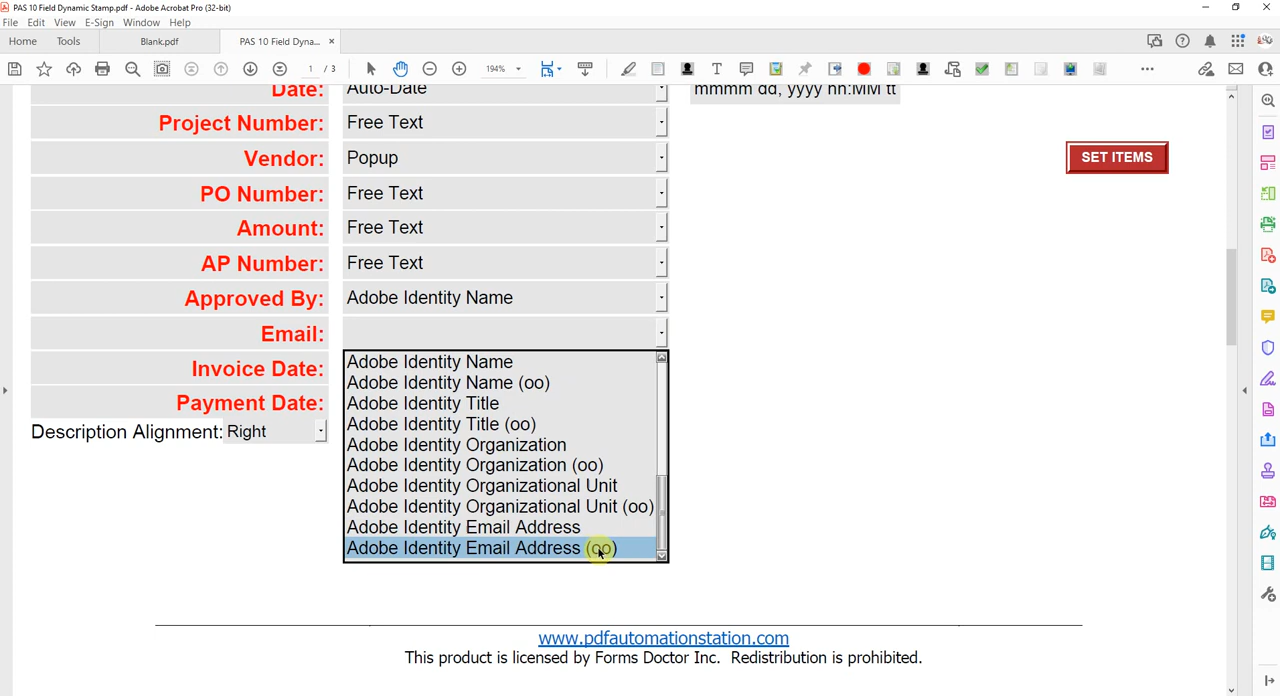 PAS 10 Field Dynamic Stamp.pdf - Adobe Acrobat Pro (32-bit)
File Edit View E-Sign Window Help
Home Tools Blank.pdf PAS 10 Field Dyna... ×
1 / 3 194%
Date: Auto-Date mmmm dd, yyyy hh:MM tt
Project Number: Free Text
Vendor: Popup SET ITEMS
PO Number: Free Text
Amount: Free Text
AP Number: Free Text
Approved By: Adobe Identity Name
Email:
Invoice Date:
Payment Date:
Description Alignment: Right
Adobe Identity Name
Adobe Identity Name (oo)
Adobe Identity Title
Adobe Identity Title (oo)
Adobe Identity Organization
Adobe Identity Organization (oo)
Adobe Identity Organizational Unit
Adobe Identity Organizational Unit (oo)
Adobe Identity Email Address
Adobe Identity Email Address (oo)
www.pdfautomationstation.com
This product is licensed by Forms Doctor Inc. Redistribution is prohibited.